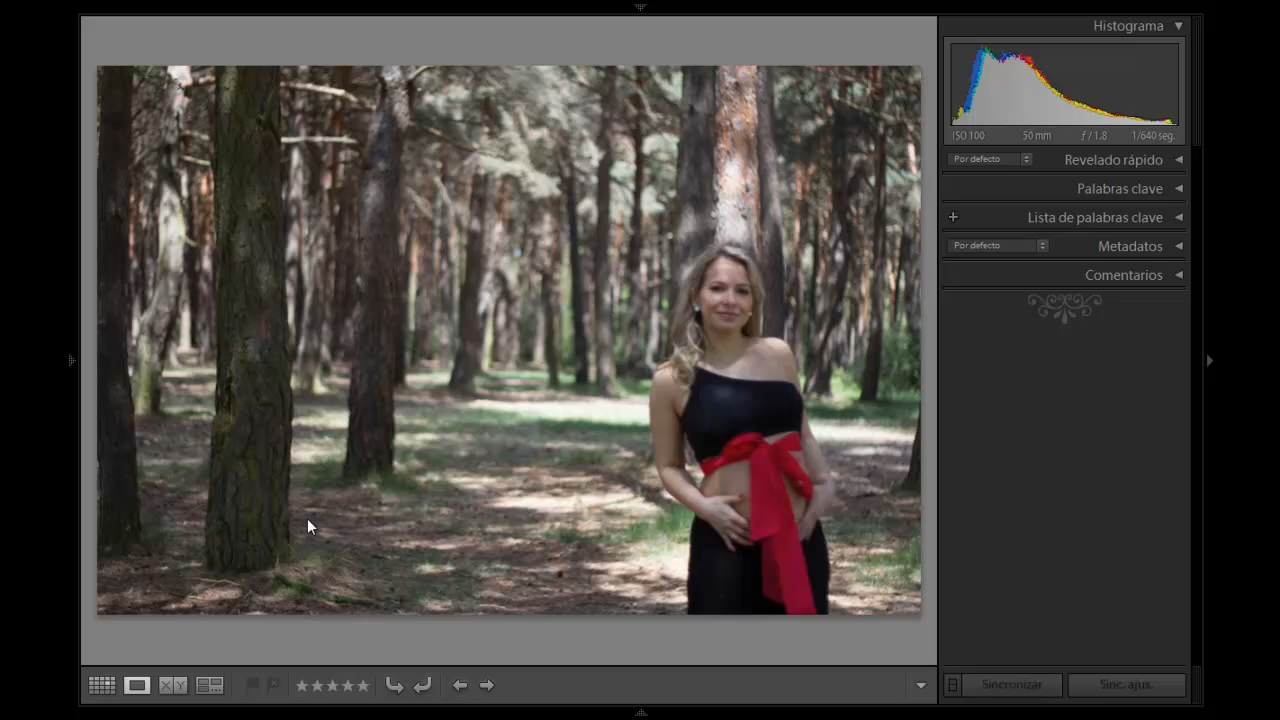 Histograma
ISO 100 50 mm ƒ / 1.8 1/640 seg.
Por defecto Revelado rápido
Palabras clave
+ Lista de palabras clave
Por defecto Metadatos
Comentarios
X Y
Sincronizar Sinc. ajus.